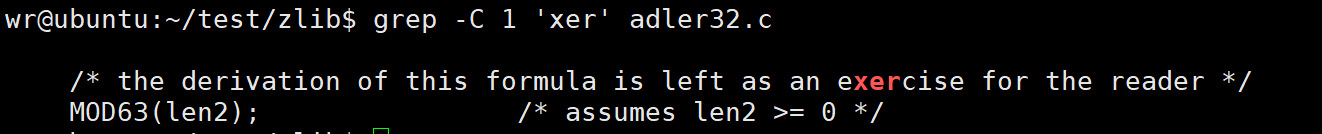 wr@ubuntu:~/test/zlib$ grep -C 1 'xer' adler32.c
/* the derivation of this formula is left as an exercise for the reader */
MOD63(len2); /* assumes len2 >= 0 */